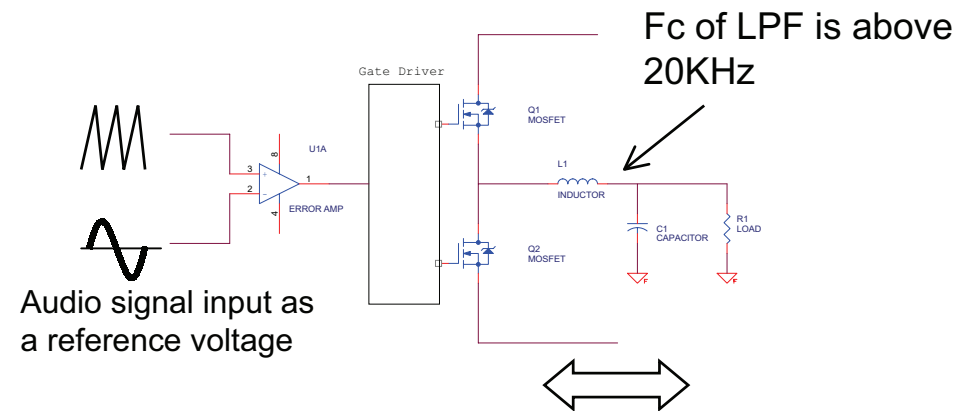 Fc of LPF is above
20KHz
Gate Driver
Q1
MOSFET
U1A
8
3
+
2
-
1
4
ERROR AMP
L1
INDUCTOR
C1
CAPACITOR
R1
LOAD
Q2
MOSFET
Audio signal input as
a reference voltage